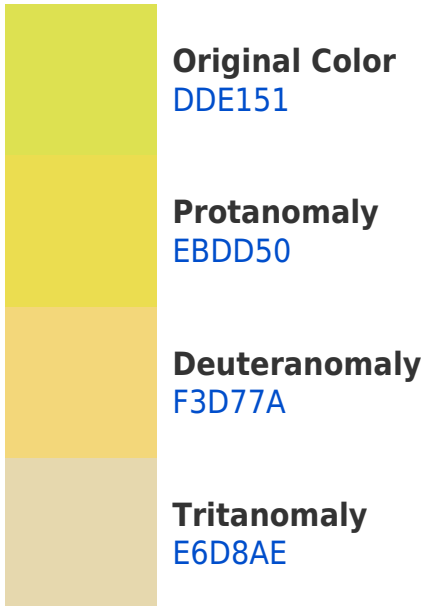 Original Color
DDE151
Protanomaly
EBDD50
Deuteranomaly
F3D77A
Tritanomaly
E6D8AE